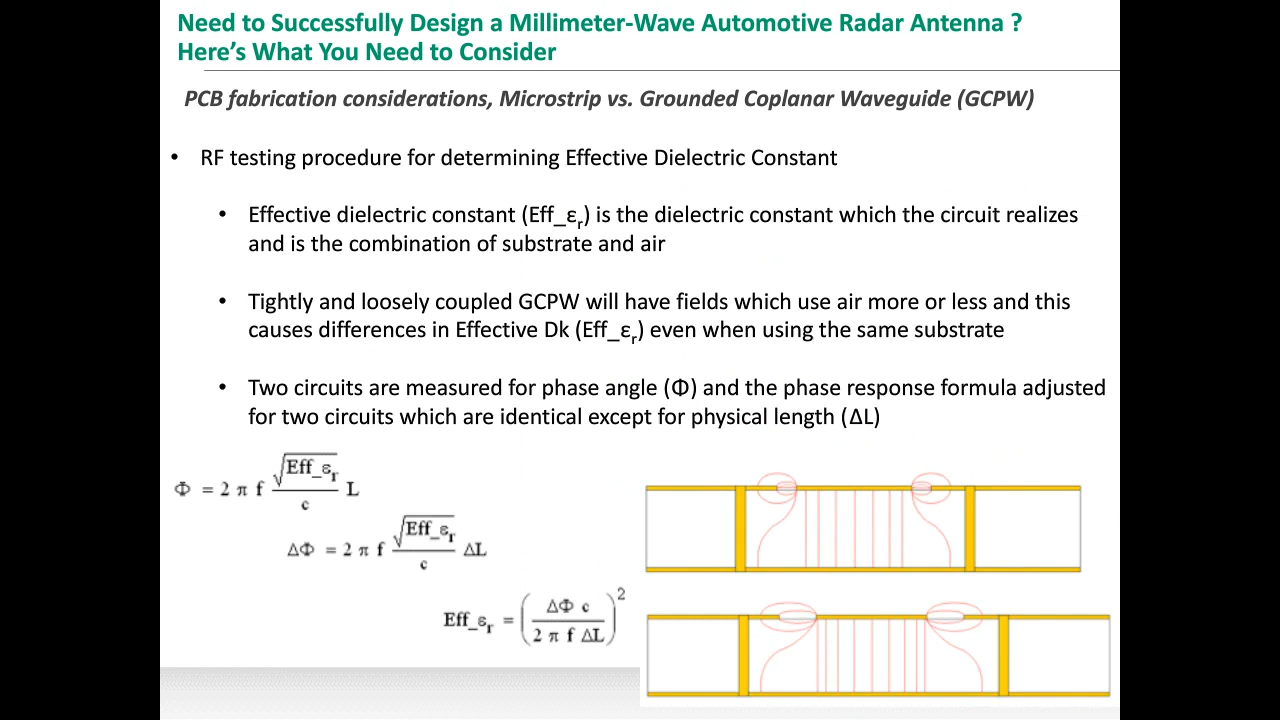 Need to Successfully Design a Millimeter-Wave Automotive Radar Antenna ?
Here’s What You Need to Consider
PCB fabrication considerations, Microstrip vs. Grounded Coplanar Waveguide (GCPW)
• RF testing procedure for determining Effective Dielectric Constant
• Effective dielectric constant (Eff_εr) is the dielectric constant which the circuit realizes
and is the combination of substrate and air
• Tightly and loosely coupled GCPW will have fields which use air more or less and this
causes differences in Effective Dk (Eff_εr) even when using the same substrate
• Two circuits are measured for phase angle (Φ) and the phase response formula adjusted
for two circuits which are identical except for physical length (ΔL)
Φ = 2 π f √Eff_εr / c L
ΔΦ = 2 π f √Eff_εr / c ΔL
Eff_εr = (ΔΦ c / 2 π f ΔL)²